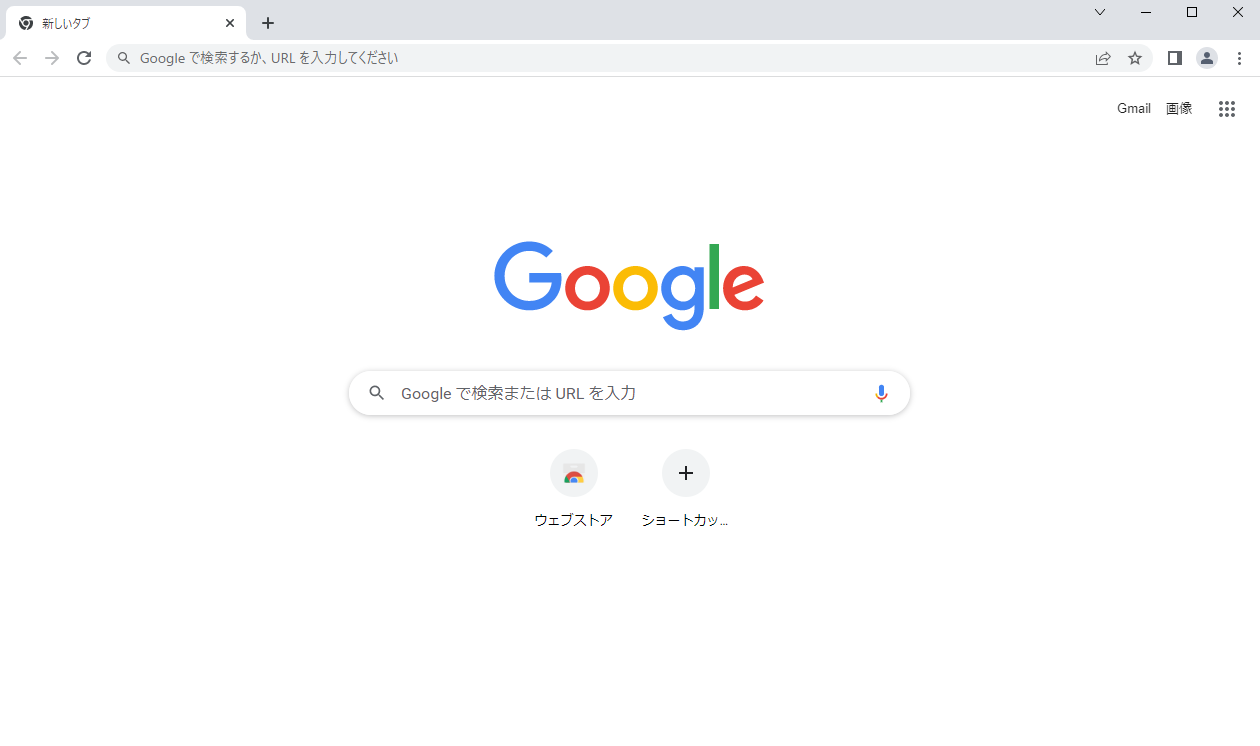 新しいタブ
Google で検索するか、URL を入力してください
Gmail 画像
Google
Google で検索または URL を入力
ウェブストア ショートカッ...